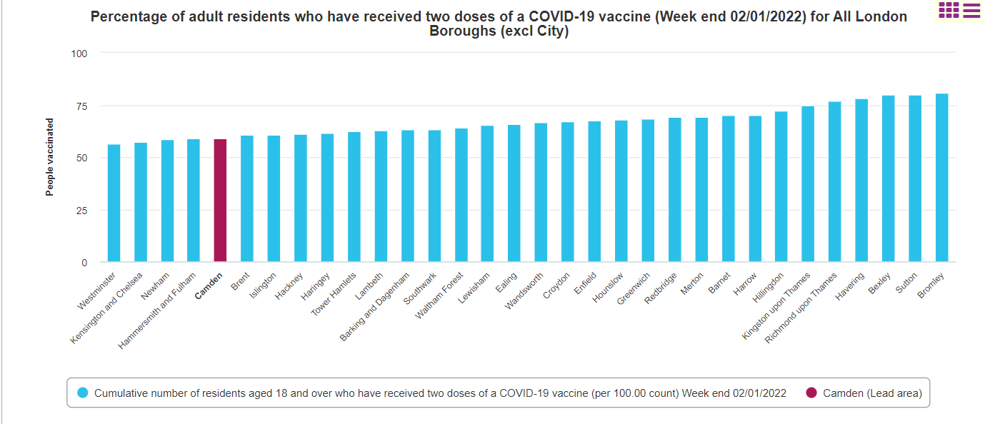 Percentage of adult residents who have received two doses of a COVID-19 vaccine (Week end 02/01/2022) for All London
Boroughs (excl City)
100
75
50
25
0
People vaccinated
Westminster
Kensington and Chelsea
Newham
Hammersmith and Fulham
Camden
Brent
Islington
Hackney
Haringey
Tower Hamlets
Lambeth
Barking and Dagenham
Southwark
Waltham Forest
Lewisham
Ealing
Wandsworth
Croydon
Enfield
Hounslow
Greenwich
Redbridge
Merton
Barnet
Harrow
Hillingdon
Kingston upon Thames
Richmond upon Thames
Havering
Bexley
Sutton
Bromley
Cumulative number of residents aged 18 and over who have received two doses of a COVID-19 vaccine (per 100.00 count) Week end 02/01/2022
Camden (Lead area)